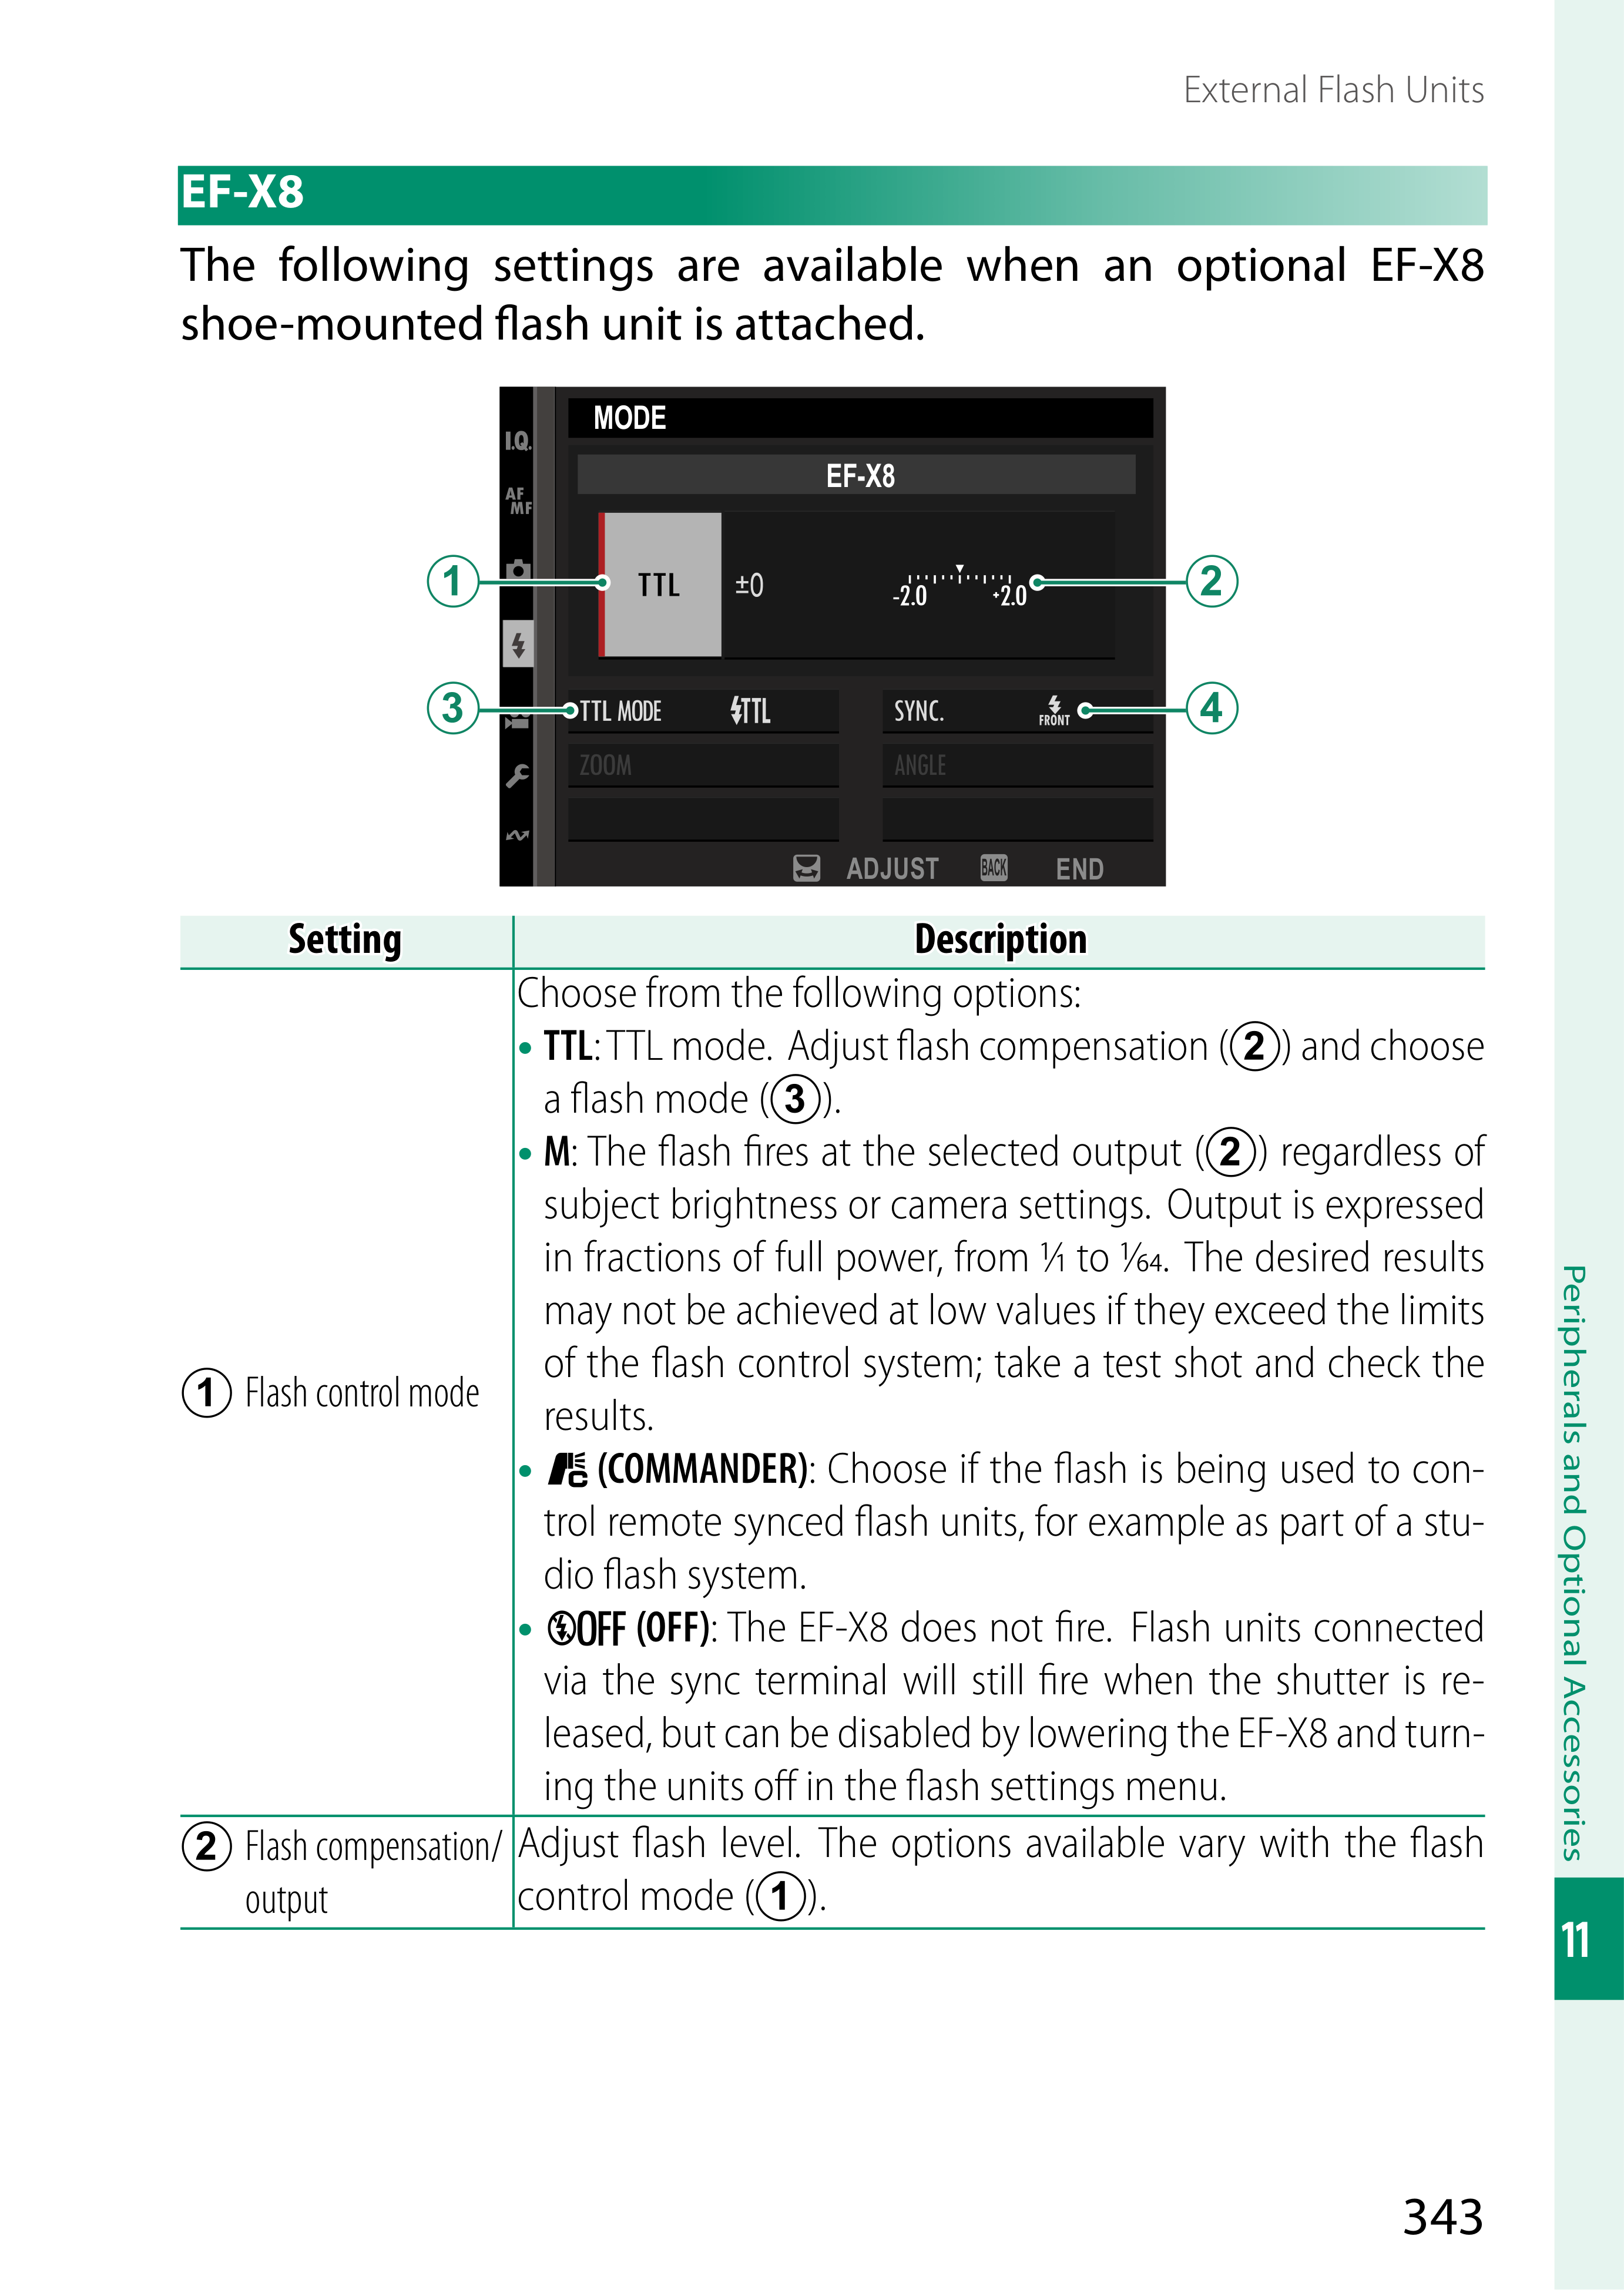 External Flash Units
EF-X8
The following settings are available when an optional EF-X8
shoe-mounted flash unit is attached.
MODE
I.Q.
EF-X8
AF
MF
1
TTL ±0
-2.0 +2.0
2
3
TTL MODE TTL
SYNC. FRONT
4
ZOOM ANGLE
ADJUST BACK END
Setting Description
Choose from the following options:
• TTL: TTL mode. Adjust flash compensation (2) and choose
a flash mode (3).
• M: The flash fires at the selected output (2) regardless of
subject brightness or camera settings. Output is expressed
in fractions of full power, from 1/1 to 1/64. The desired results
may not be achieved at low values if they exceed the limits
of the flash control system; take a test shot and check the
results.
1 Flash control mode
• C (COMMANDER): Choose if the flash is being used to con-
trol remote synced flash units, for example as part of a stu-
dio flash system.
• OFF (OFF): The EF-X8 does not fire. Flash units connected
via the sync terminal will still fire when the shutter is re-
leased, but can be disabled by lowering the EF-X8 and turn-
ing the units off in the flash settings menu.
2 Flash compensation/
output
Adjust flash level. The options available vary with the flash
control mode (1).
Peripherals and Optional Accessories
11
343